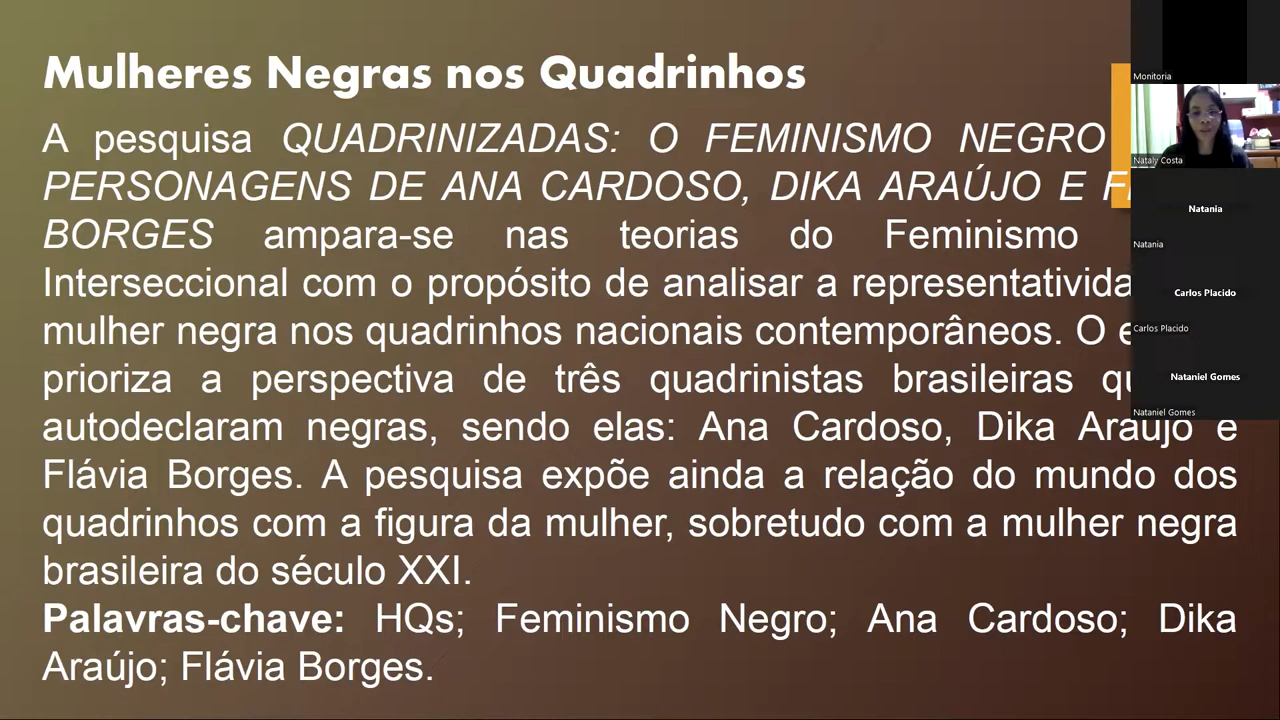 Mulheres Negras nos Quadrinhos
A pesquisa QUADRINIZADAS: O FEMINISMO NEGRO
PERSONAGENS DE ANA CARDOSO, DIKA ARAÚJO E
BORGES ampara-se nas teorias do Feminismo
Interseccional com o propósito de analisar a
mulher negra nos quadrinhos nacionais contemporâneos. O
prioriza a perspectiva de três quadrinistas brasileiras
autodeclaram negras, sendo elas: Ana Cardoso, Dika Araújo e
Flávia Borges. A pesquisa expõe ainda a relação do mundo dos
quadrinhos com a figura da mulher, sobretudo com a mulher negra
brasileira do século XXI.
Palavras-chave: HQs; Feminismo Negro; Ana Cardoso; Dika
Araújo; Flávia Borges.
Monitoria
Nataly Costa
Natania
Natania
Carlos Placido
Carlos Placido
Nataniel Gomes
Nataniel Gomes